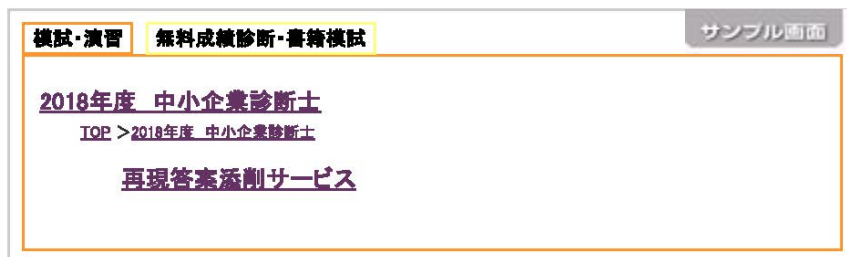 模試・演習 無料成績診断・書籍模試 サンプル画面
2018年度 中小企業診断士
TOP >2018年度 中小企業診断士
再現答案添削サービス